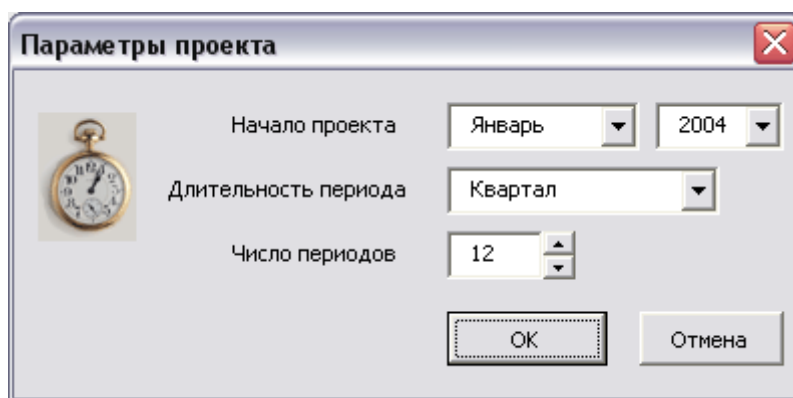 Параметры проекта
Начало проекта Январь 2004
Длительность периода Квартал
Число периодов 12
OK Отмена